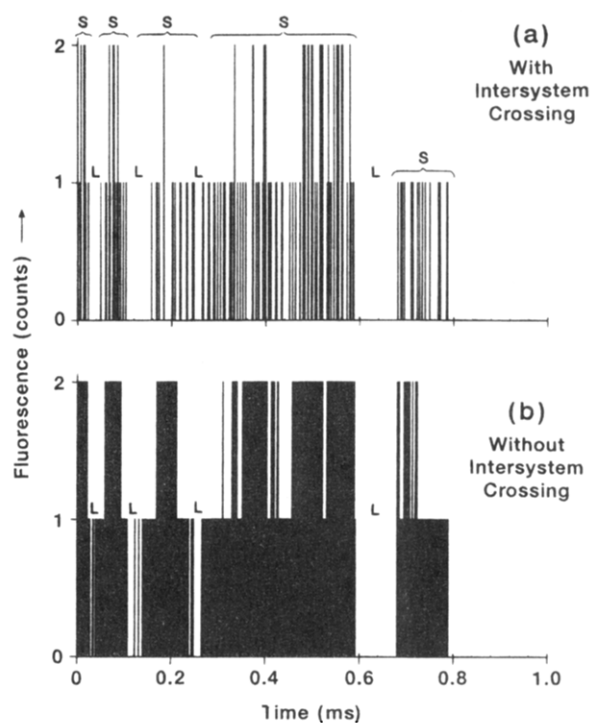 S S S S
(a)
With
Intersystem
Crossing
2
L L L L
S
1
0
Fluorescence (counts)
2
(b)
Without
Intersystem
Crossing
L L L L
1
0
0 0.2 0.4 0.6 0.8 1.0
Time (ms)